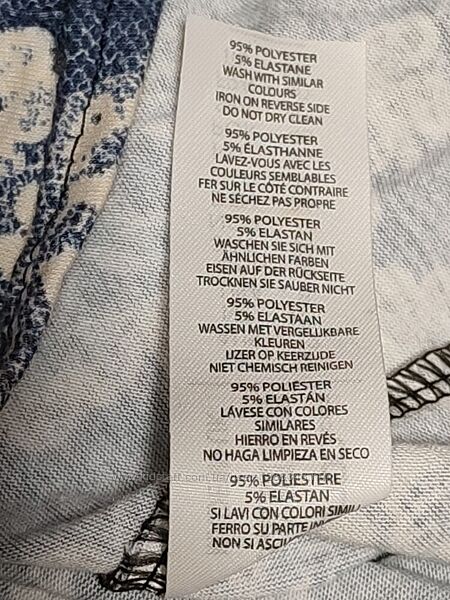 95% POLYESTER
5% ELASTANE
WASH WITH SIMILAR
COLOURS
IRON ON REVERSE SIDE
DO NOT DRY CLEAN
95% POLYESTER
5% ÉLASTHANNE
LAVEZ-VOUS AVEC LES
COULEURS SEMBLABLES
FER SUR LE CÔTÉ CONTRAIRE
NE SÉCHEZ PAS PROPRE
95% POLYESTER
5% ELASTAN
WASCHEN SIE SICH MIT
ÄHNLICHEN FARBEN
EISEN AUF DER RÜCKSEITE
TROCKNEN SIE SAUBER NICHT
95% POLYESTER
5% ELASTAAN
WASSEN MET VERGELIJKBARE
KLEUREN
IJZER OP KEERZIJDE
NIET CHEMISCH REINIGEN
95% POLIÉSTER
5% ELASTÁN
LÁVESE CON COLORES
SIMILARES
HIERRO EN REVÉS
NO HAGA LIMPIEZA EN SECO
95% POLIESTERE
5% ELASTAN
SI LAVI CON COLORI SIMILI
FERRO SU PARTE
NON SI